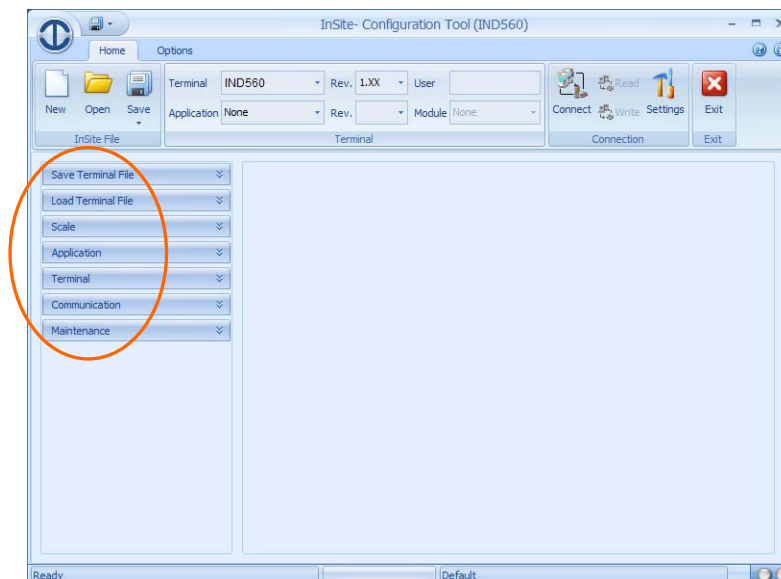 InSite- Configuration Tool (IND560)
Home Options
Terminal IND560 Rev. 1.XX User
New Open Save Connect Read Write Settings Exit
Application None Rev. Module None
InSite File Terminal Connection Exit
Save Terminal File
Load Terminal File
Scale
Application
Terminal
Communication
Maintenance
Ready Default